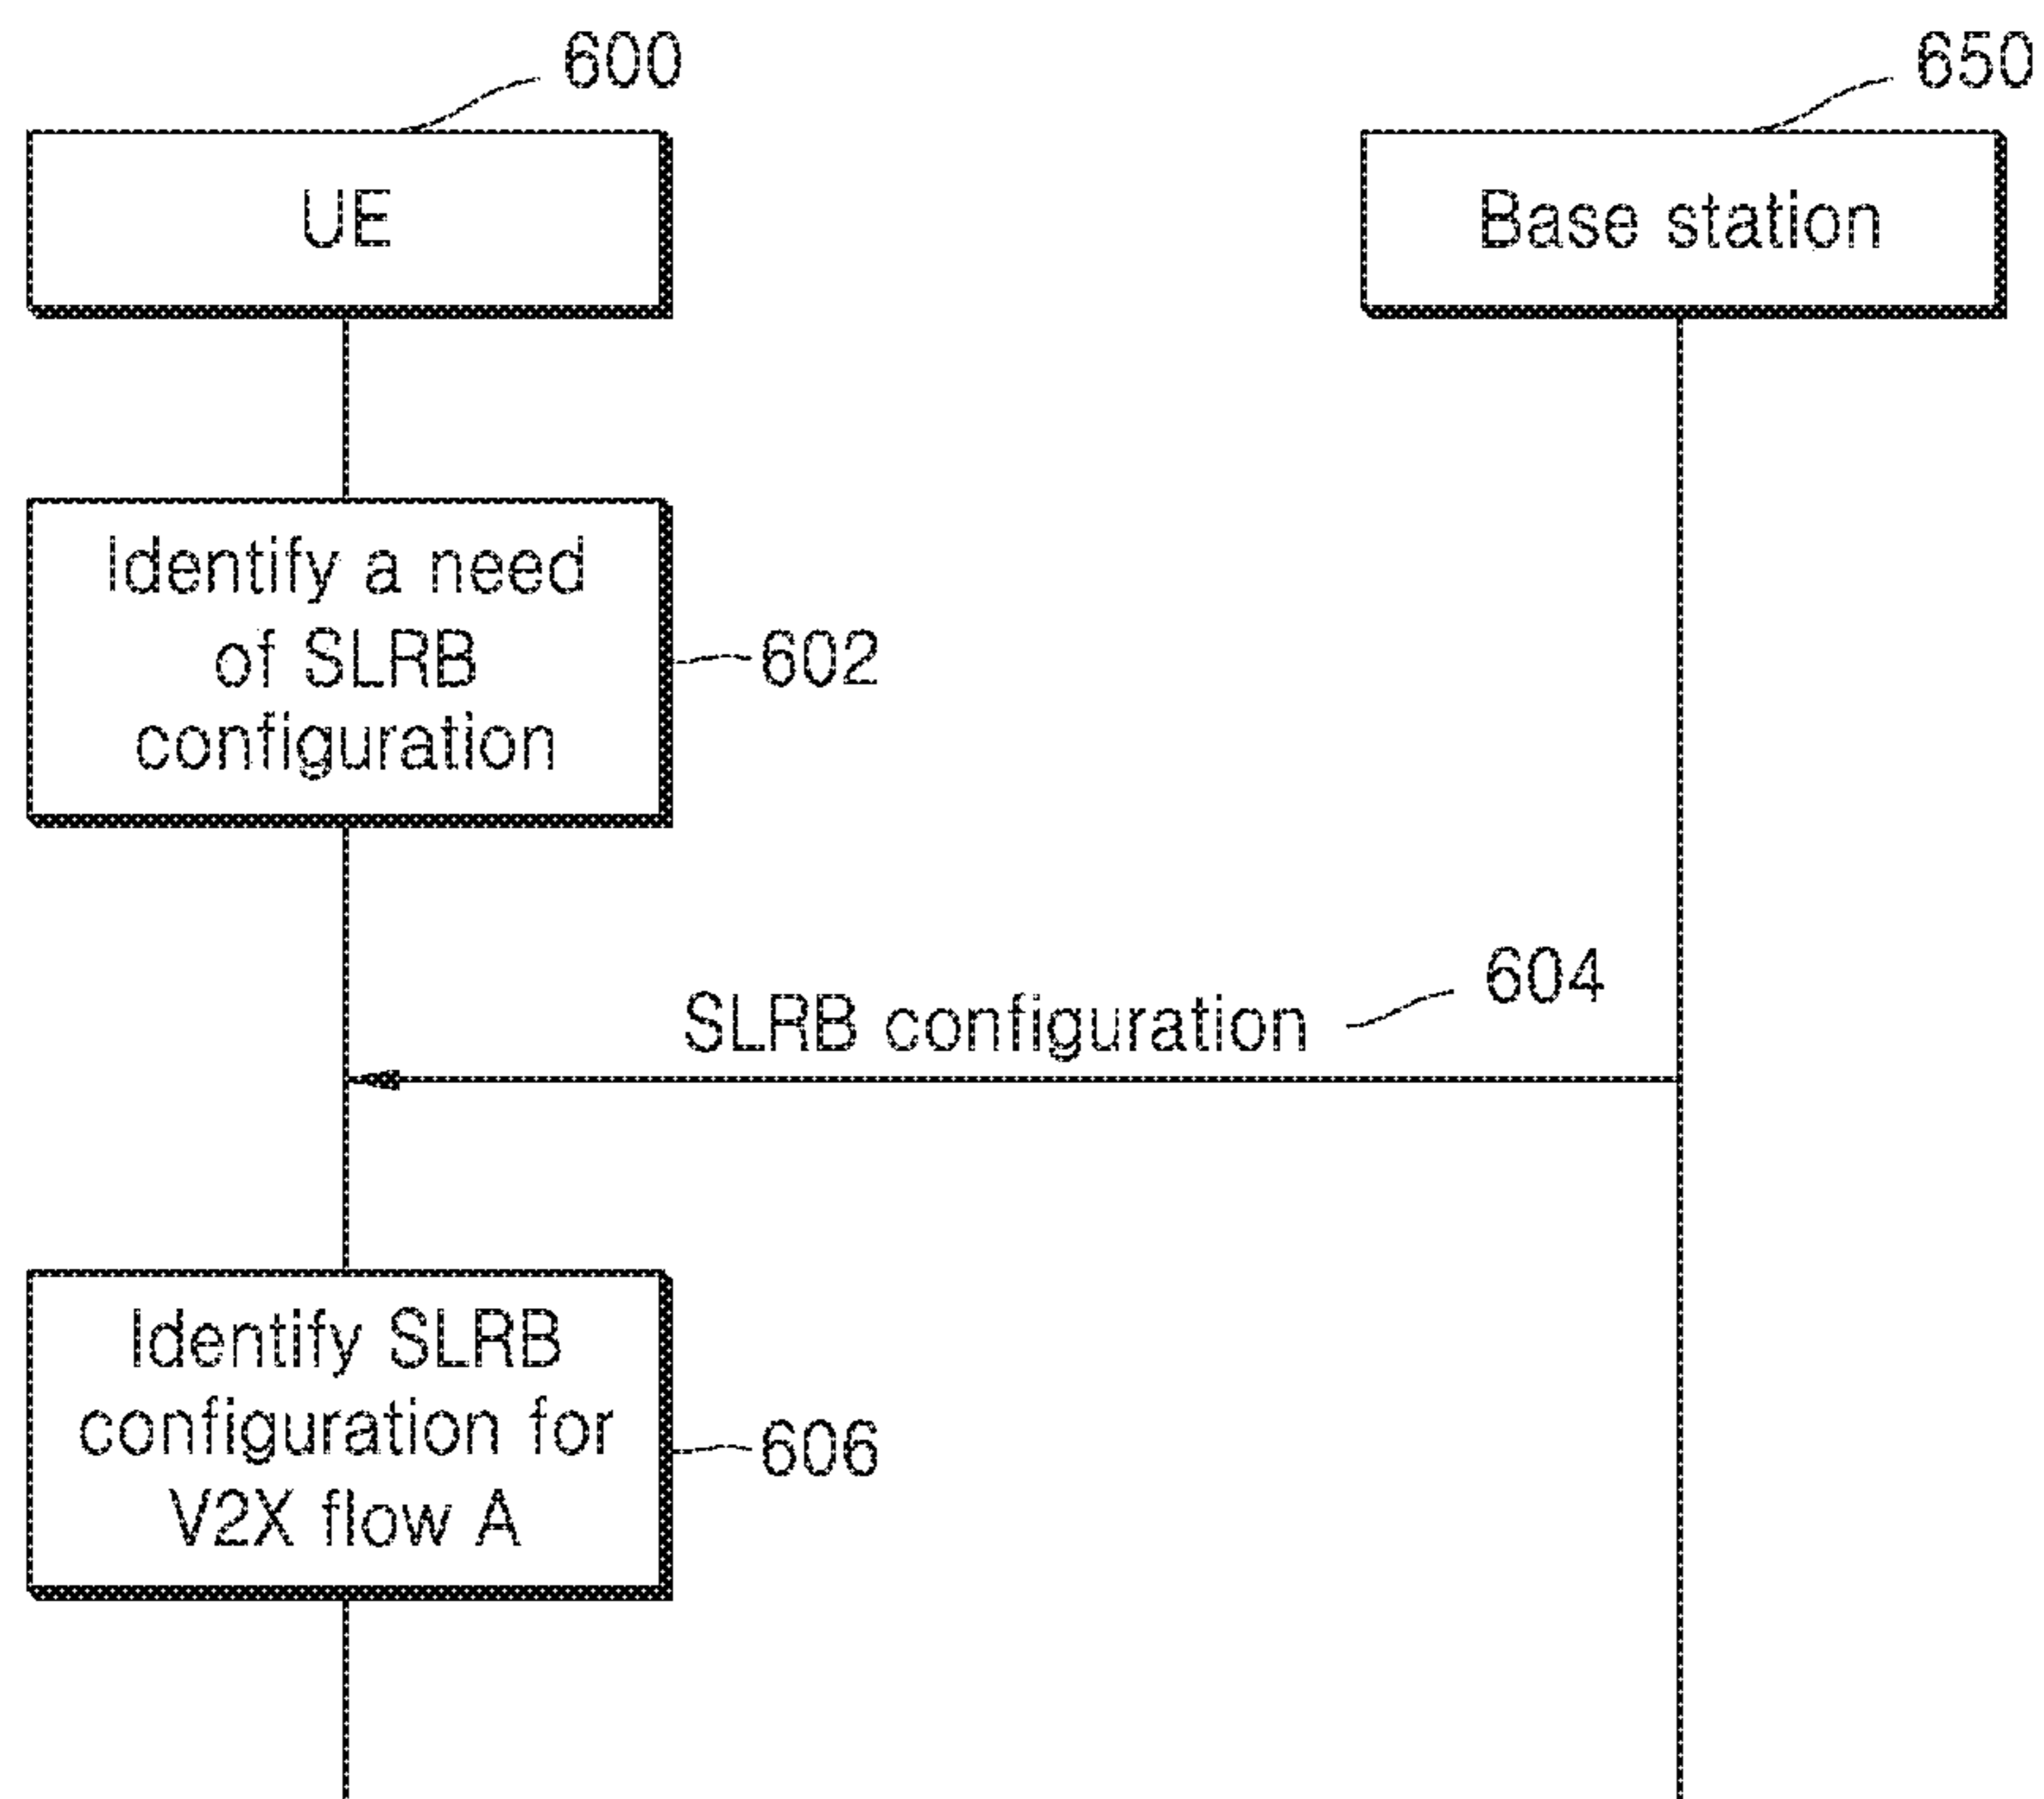 600
650
UE
Base station
Identify a need
of SLRB
configuration
602
604
SLRB configuration
Identify SLRB
configuration for
V2X flow A
606